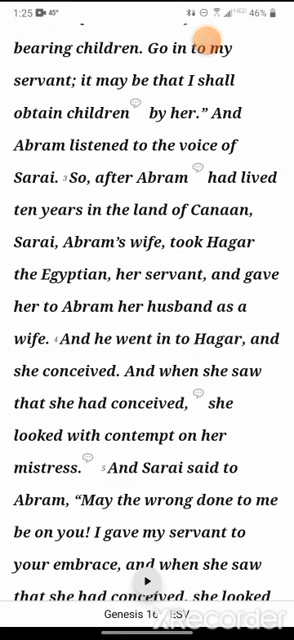 1:25 45° 46%
bearing children. Go in to my
servant; it may be that I shall
obtain children by her.” And
Abram listened to the voice of
Sarai. 3 So, after Abram had lived
ten years in the land of Canaan,
Sarai, Abram’s wife, took Hagar
the Egyptian, her servant, and gave
her to Abram her husband as a
wife. 4 And he went in to Hagar, and
she conceived. And when she saw
that she had conceived, she
looked with contempt on her
mistress. 5 And Sarai said to
Abram, “May the wrong done to me
be on you! I gave my servant to
your embrace, and when she saw
that she had conceived, she looked
Genesis 16 ESV
XRecorder